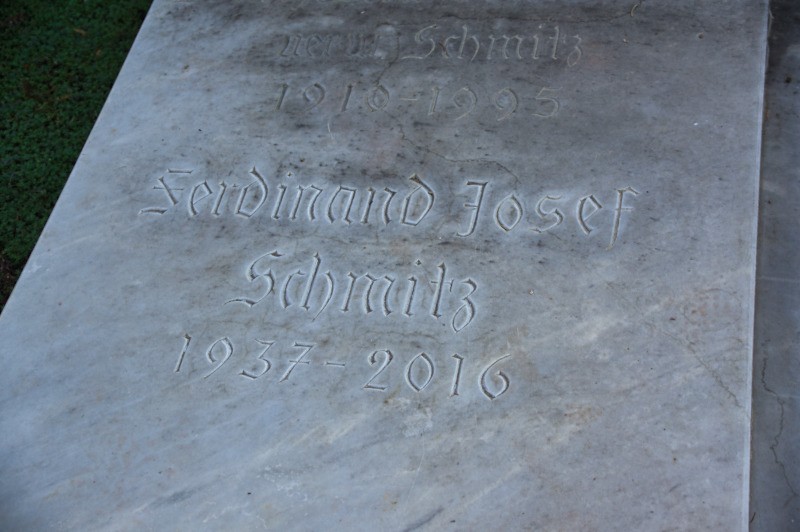 Schmitz
1910-1995
Ferdinand Josef
Schmitz
1937-2016